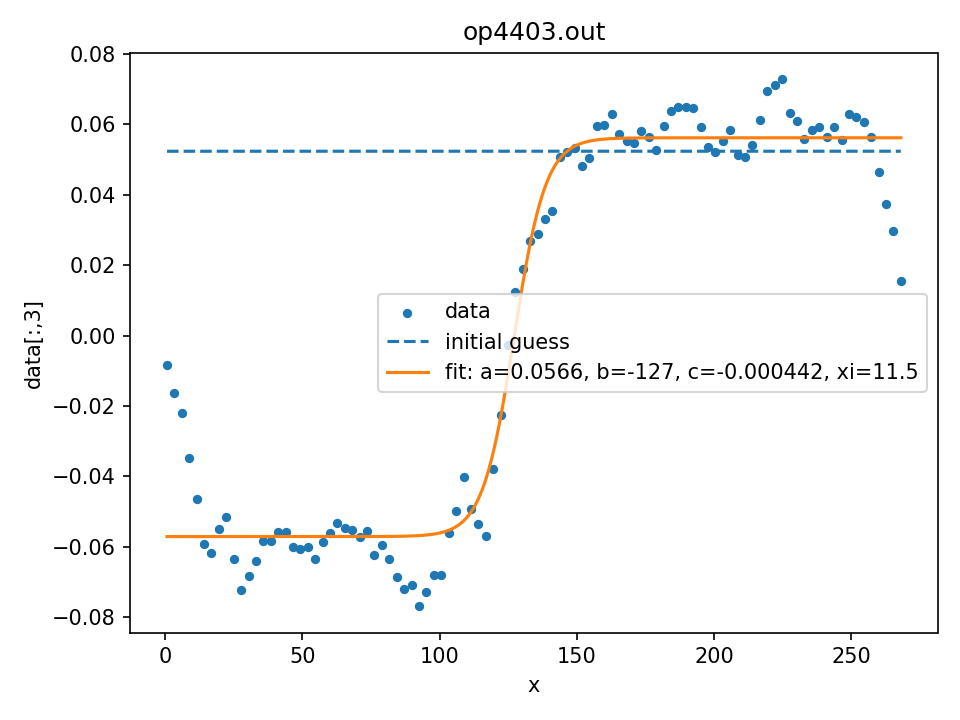 op4403.out
0.08
0.06
0.04
0.02
0.00
−0.02
−0.04
−0.06
−0.08
data[:,3]
data
initial guess
fit: a=0.0566, b=-127, c=-0.000442, xi=11.5
0 50 100 150 200 250
x